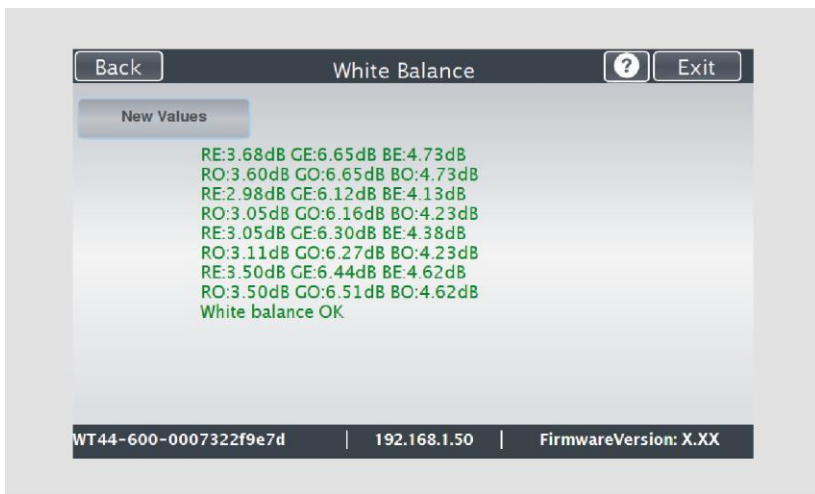 Back White Balance ? Exit
New Values
RE:3.68dB GE:6.65dB BE:4.73dB
RO:3.60dB GO:6.65dB BO:4.73dB
RE:2.98dB GE:6.12dB BE:4.13dB
RO:3.05dB GO:6.16dB BO:4.23dB
RE:3.05dB GE:6.30dB BE:4.38dB
RO:3.11dB GO:6.27dB BO:4.23dB
RE:3.50dB GE:6.44dB BE:4.62dB
RO:3.50dB GO:6.51dB BO:4.62dB
White balance OK
WT44-600-0007322f9e7d | 192.168.1.50 | FirmwareVersion: X.XX